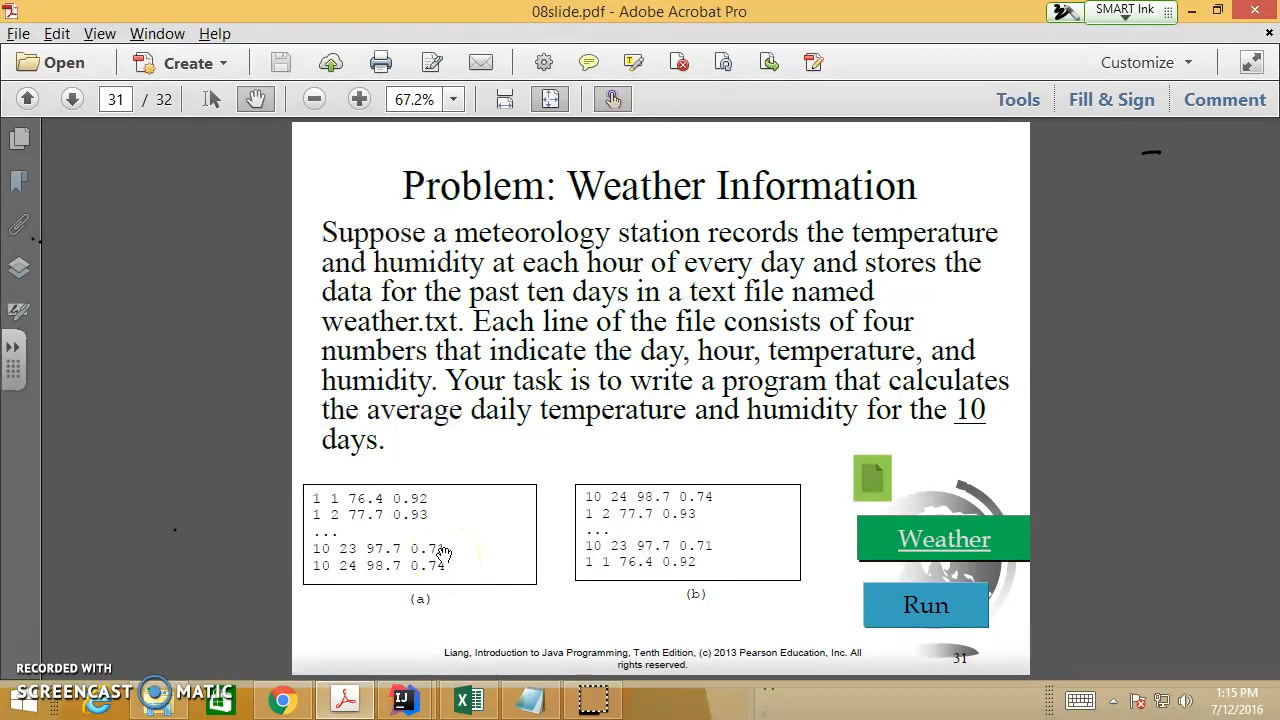 08slide.pdf - Adobe Acrobat Pro
SMART Ink
File Edit View Window Help
Open Create Customize
31 / 32 67.2% Tools Fill & Sign Comment
Problem: Weather Information
Suppose a meteorology station records the temperature
and humidity at each hour of every day and stores the
data for the past ten days in a text file named
weather.txt. Each line of the file consists of four
numbers that indicate the day, hour, temperature, and
humidity. Your task is to write a program that calculates
the average daily temperature and humidity for the 10
days.
1 1 76.4 0.92
1 2 77.7 0.93
...
10 23 97.7 0.71
10 24 98.7 0.74
(a)
10 24 98.7 0.74
1 2 77.7 0.93
...
10 23 97.7 0.71
1 1 76.4 0.92
(b)
Weather
Run
Liang, Introduction to Java Programming, Tenth Edition, (c) 2013 Pearson Education, Inc. All
rights reserved.
31
RECORDED WITH
SCREENCAST MATIC
1:15 PM
7/12/2016